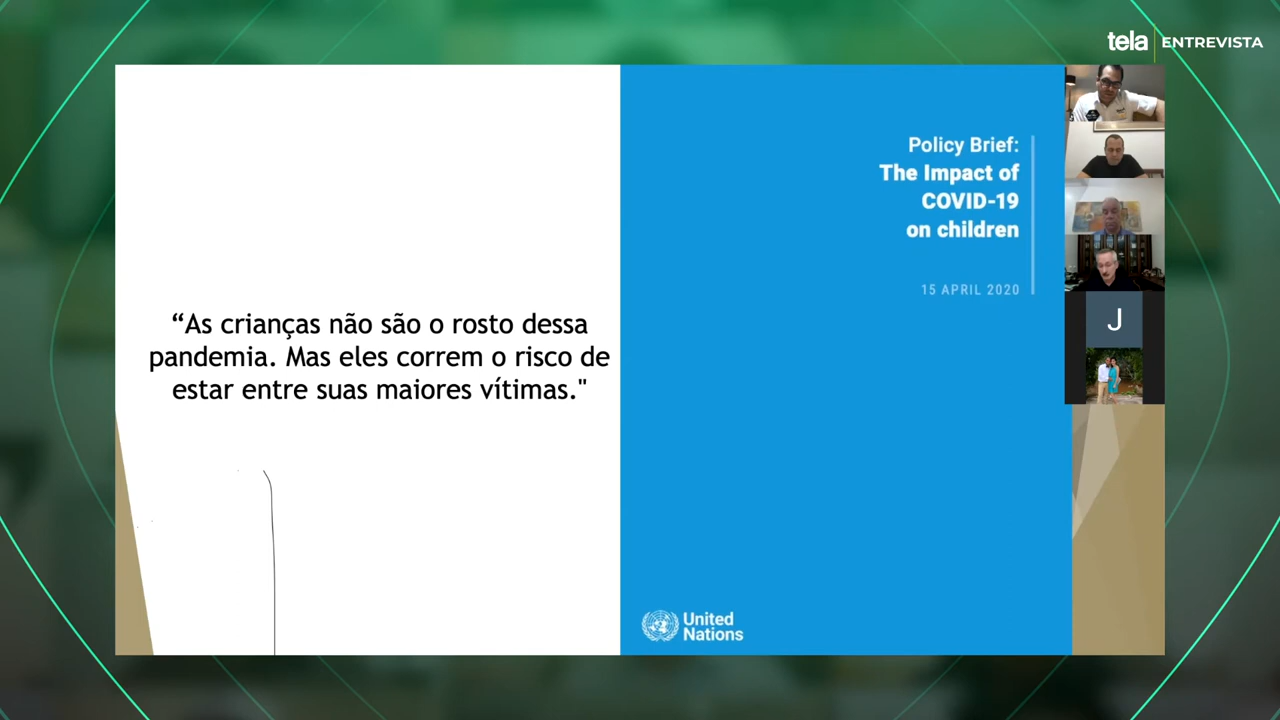 tela ENTREVISTA
“As crianças não são o rosto dessa
pandemia. Mas eles correm o risco de
estar entre suas maiores vítimas."
Policy Brief:
The Impact of
COVID-19
on children
15 APRIL 2020
United
Nations
J